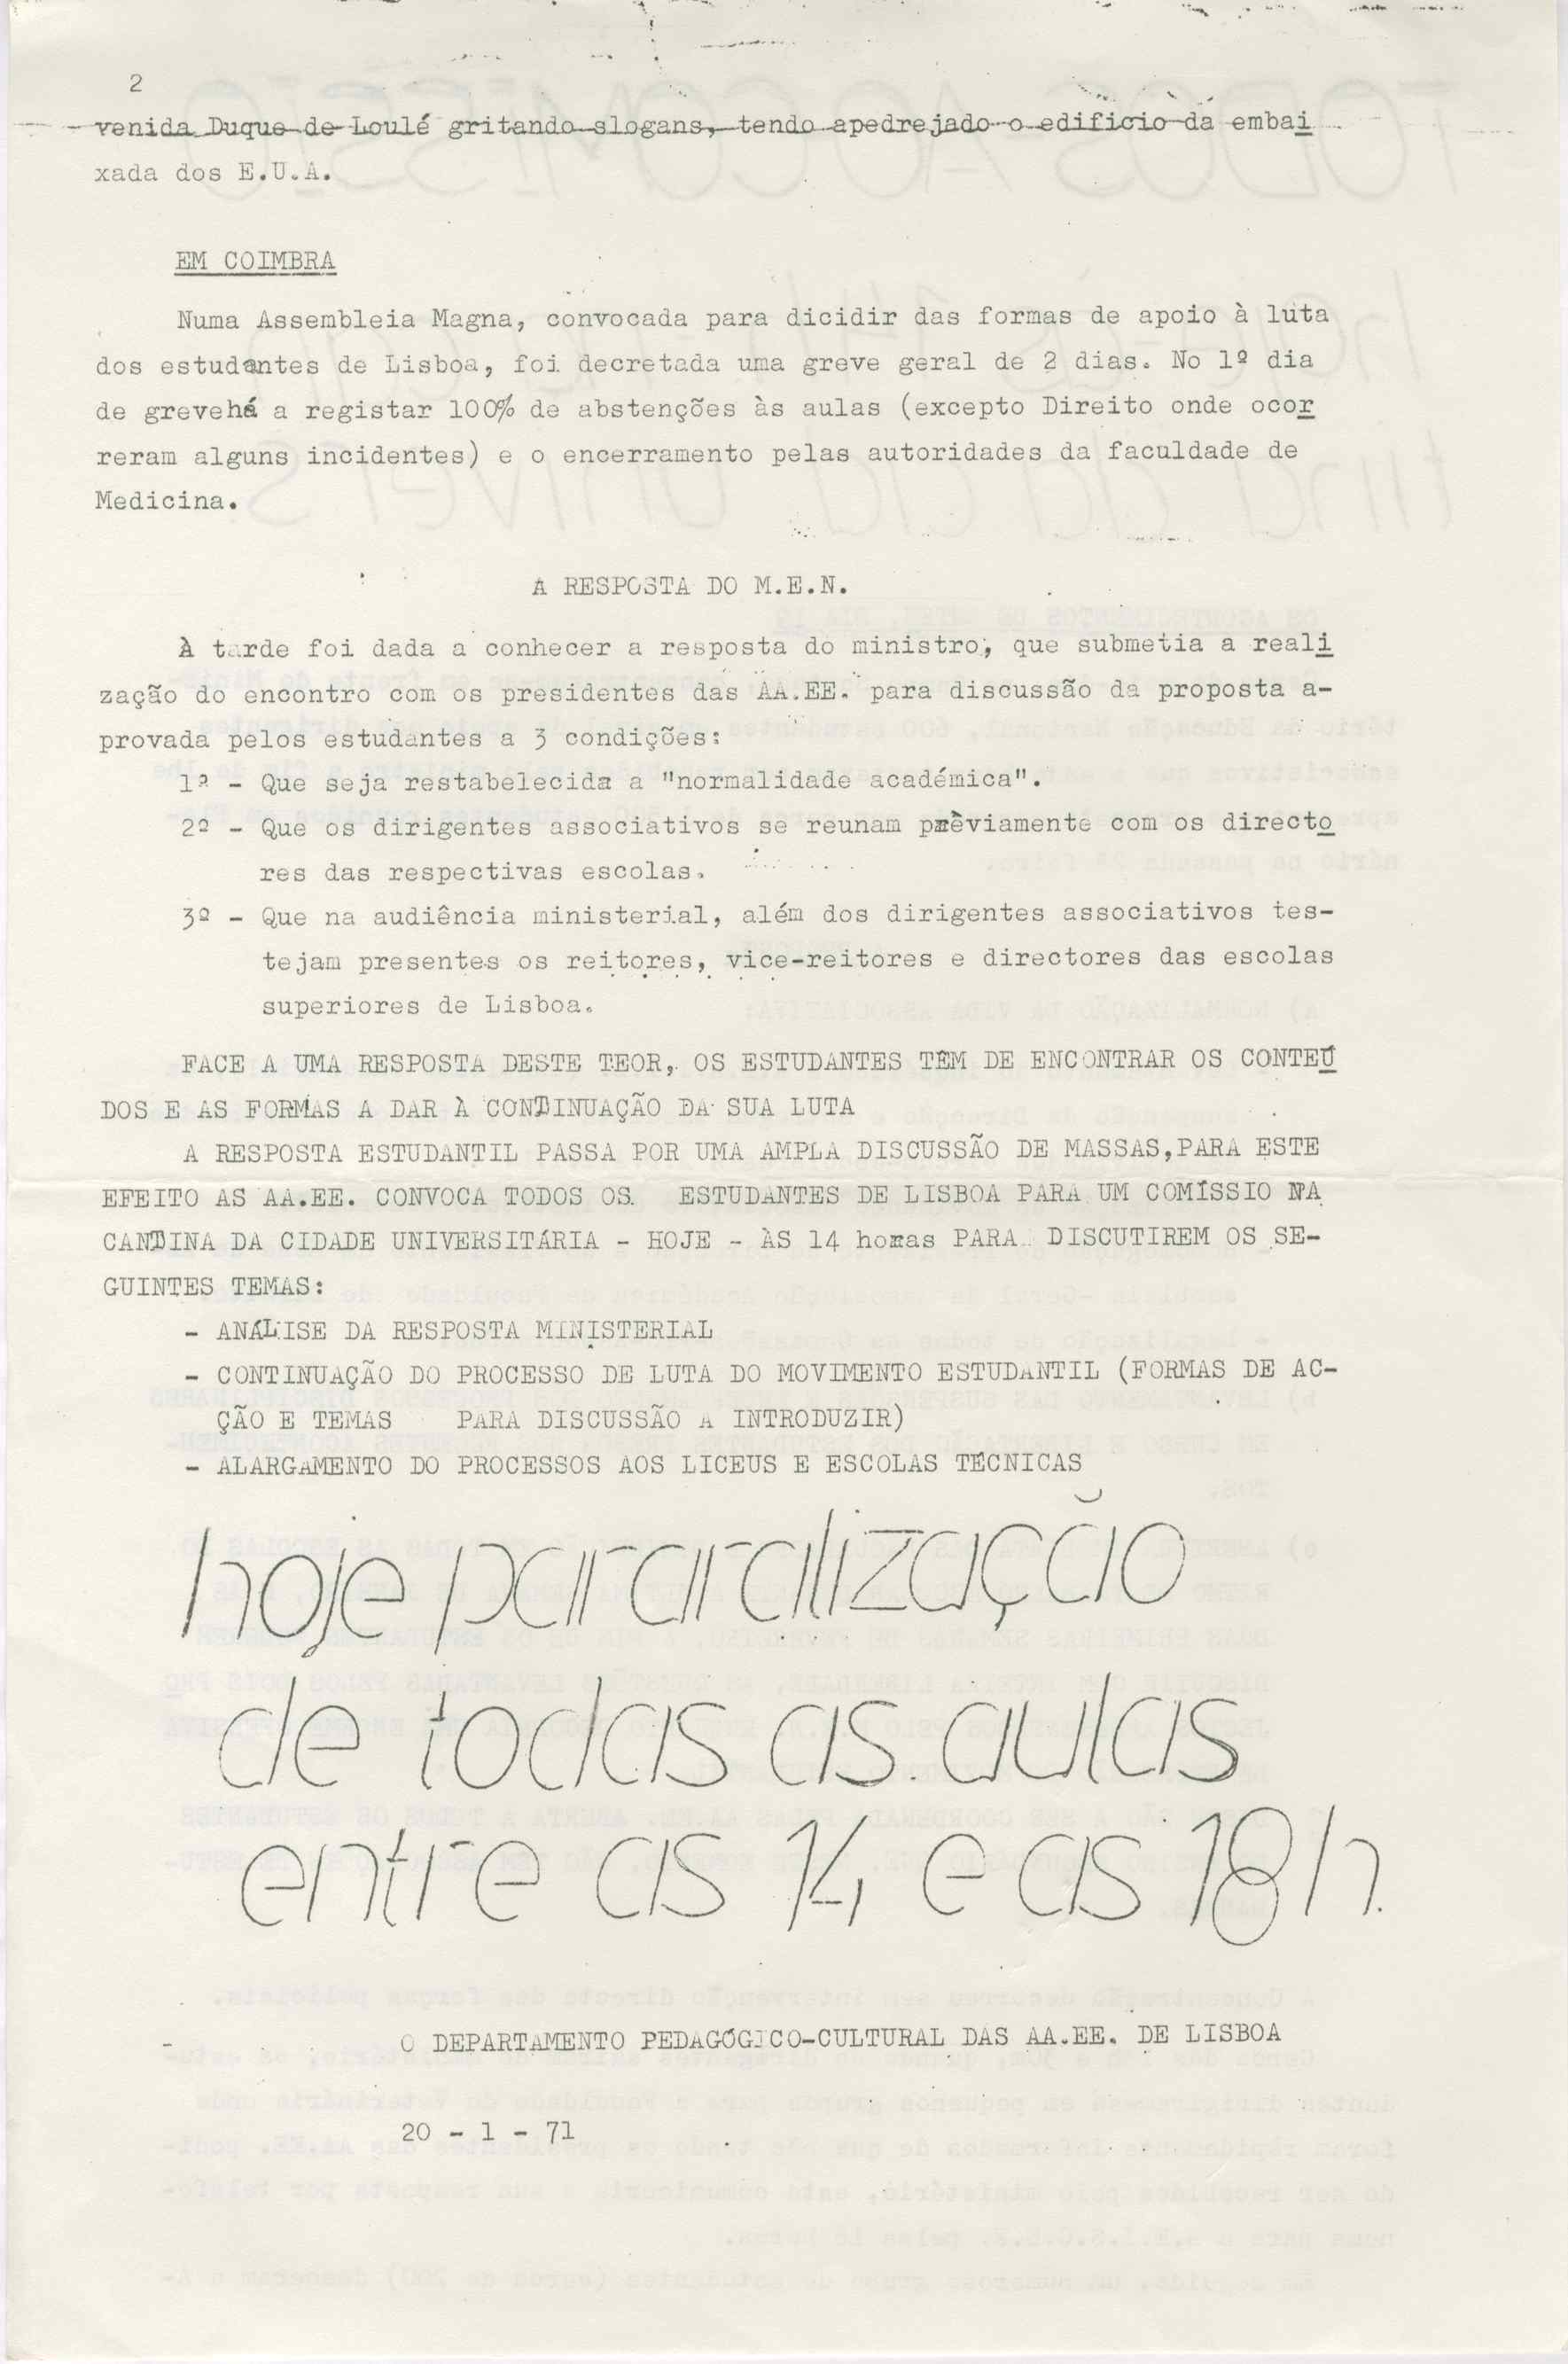 2
venida Duque de Loulé gritando slogans, tendo apedrejado o edificio da embai
xada dos E.U.A.
EM COIMBRA
Numa Assembleia Magna, convocada para dicidir das formas de apoio à luta
dos estudantes de Lisboa, foi decretada uma greve geral de 2 dias. No 1º dia
de grevehá a registar 100% de abstenções às aulas (excepto Direito onde ocor
reram alguns incidentes) e o encerramento pelas autoridades da faculdade de
Medicina.
A RESPOSTA DO M.E.N.
À tarde foi dada a conhecer a resposta do ministro, que submetia a reali
zação do encontro com os presidentes das AA.EE. para discussão da proposta a-
provada pelos estudantes a 3 condições:
1ª - Que seja restabelecida a "normalidade académica".
2º - Que os dirigentes associativos se reunam prèviamente com os directo
res das respectivas escolas.
3º - Que na audiência ministerial, além dos dirigentes associativos tes-
tejam presentes os reitores, vice-reitores e directores das escolas
superiores de Lisboa.
FACE A UMA RESPOSTA DESTE TEOR, OS ESTUDANTES TÊM DE ENCONTRAR OS CONTEÚ
DOS E AS FORMAS A DAR À CONTINUAÇÃO DA SUA LUTA
A RESPOSTA ESTUDANTIL PASSA POR UMA AMPLA DISCUSSÃO DE MASSAS,PARA ESTE
EFEITO AS AA.EE. CONVOCA TODOS OS ESTUDANTES DE LISBOA PARA UM COMÍSSIO NA
CANTINA DA CIDADE UNIVERSITÁRIA - HOJE - ÀS 14 horas PARA DISCUTIREM OS SE-
GUINTES TEMAS:
- ANÁLISE DA RESPOSTA MINISTERIAL
- CONTINUAÇÃO DO PROCESSO DE LUTA DO MOVIMENTO ESTUDANTIL (FORMAS DE AC-
ÇÃO E TEMAS PARA DISCUSSÃO A INTRODUZIR)
- ALARGAMENTO DO PROCESSOS AOS LICEUS E ESCOLAS TÉCNICAS
hoje pararalização
de todas as aulas
entre as 14 e as 18h.
O DEPARTAMENTO PEDAGÓGICO-CULTURAL DAS AA.EE. DE LISBOA
20 - 1 - 71